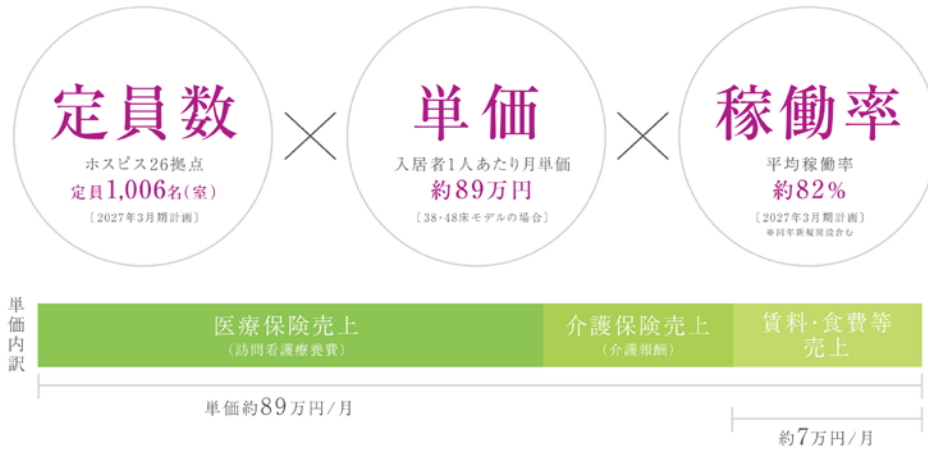 定員数
ホスピス26拠点
定員1,006名(室)
〔2027年3月期計画〕
×
単価
入居者1人あたり月単価
約89万円
〔38・48床モデルの場合〕
×
稼働率
平均稼働率
約82%
〔2027年3月期計画〕
※同年新規開設含む
単価内訳
医療保険売上
(訪問看護療養費)
介護保険売上
(介護報酬)
賃料・食費等
売上
単価約89万円/月
約7万円/月